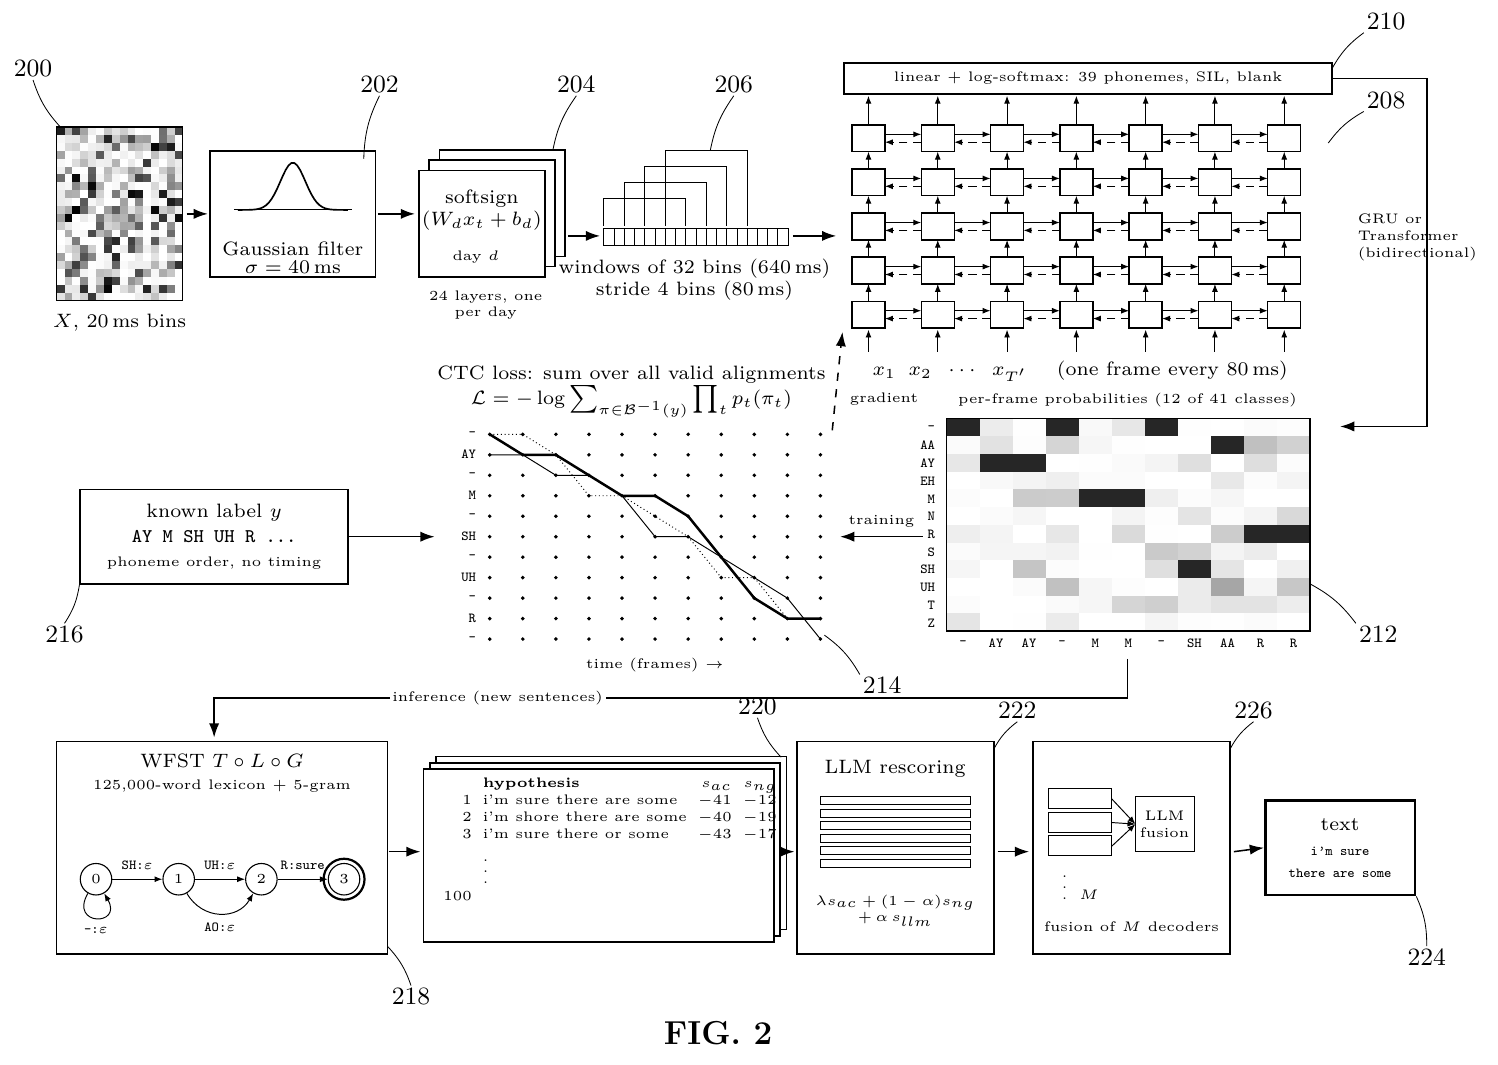 210
200
202
204
206
linear + log-softmax: 39 phonemes, SIL, blank
208
softsign
(W_d x_t + b_d)
day d
Gaussian filter
σ = 40 ms
24 layers, one
per day
windows of 32 bins (640 ms)
stride 4 bins (80 ms)
X, 20 ms bins
GRU or
Transformer
(bidirectional)
x_1 x_2 ··· x_{T′} (one frame every 80 ms)
CTC loss: sum over all valid alignments
ℒ = − log ∑_{π∈ℬ^{−1}(y)} ∏_t p_t(π_t)
gradient
per-frame probabilities (12 of 41 classes)
-
AY
-
M
-
SH
-
UH
-
R
-
time (frames) →
-
AA
AY
EH
M
N
R
S
SH
UH
T
Z
- AY AY - M M - SH AA R R
training
known label y
AY M SH UH R ...
phoneme order, no timing
216
212
214
inference (new sentences)
220
222
226
WFST T ∘ L ∘ G
125,000-word lexicon + 5-gram
SH:ε UH:ε R:sure
0 1 2 3
-:ε AO:ε
218
hypothesis s_ac s_ng
1 i'm sure there are some −41 −12
2 i'm shore there are some −40 −19
3 i'm sure there or some −43 −17
.
.
.
100
LLM rescoring
λs_ac + (1 − α)s_ng
+ α s_llm
LLM
fusion
.
.
. M
fusion of M decoders
text
i'm sure
there are some
224
FIG. 2